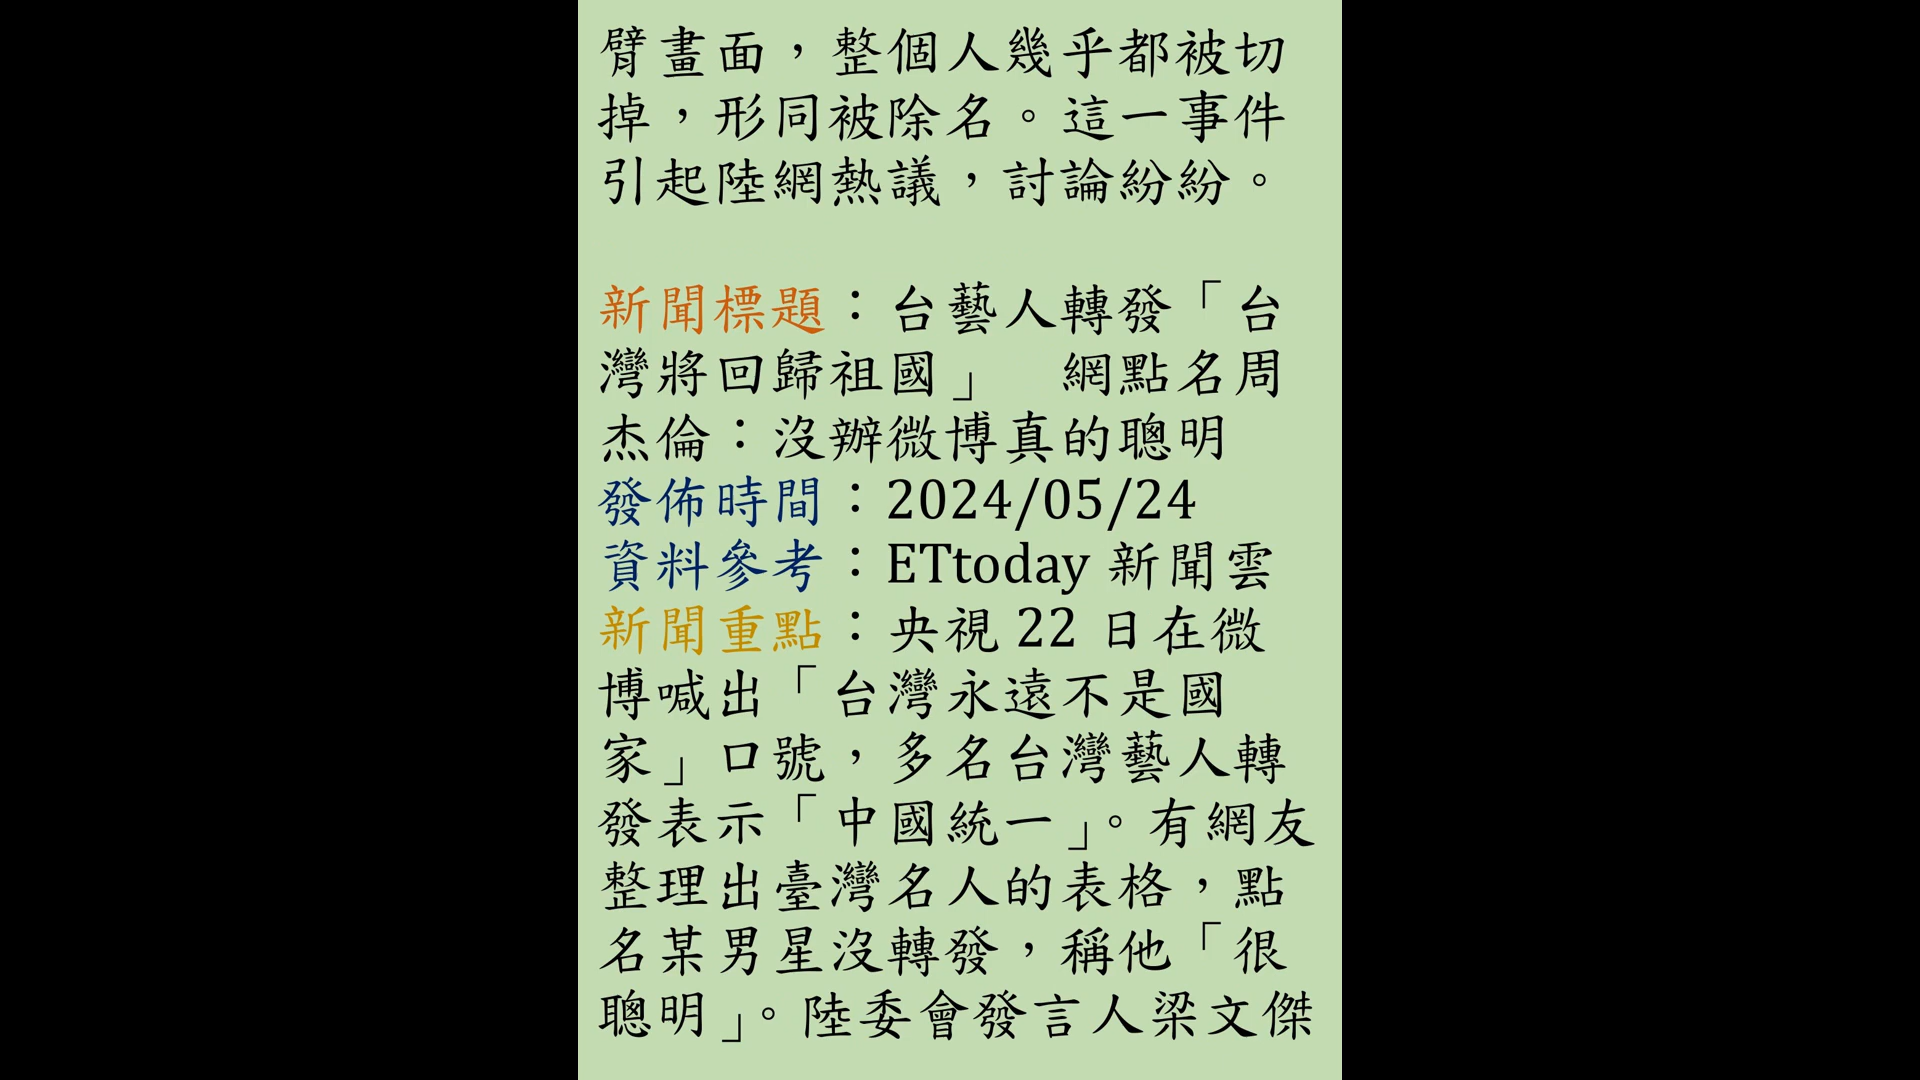 臂畫面，整個人幾乎都被切
掉，形同被除名。這一事件
引起陸網熱議，討論紛紛。
新聞標題：台藝人轉發「台
灣將回歸祖國」　網點名周
杰倫：沒辦微博真的聰明
發佈時間：2024/05/24
資料參考：ETtoday 新聞雲
新聞重點：央視 22 日在微
博喊出「台灣永遠不是國
家」口號，多名台灣藝人轉
發表示「中國統一」。有網友
整理出臺灣名人的表格，點
名某男星沒轉發，稱他「很
聰明」。陸委會發言人梁文傑